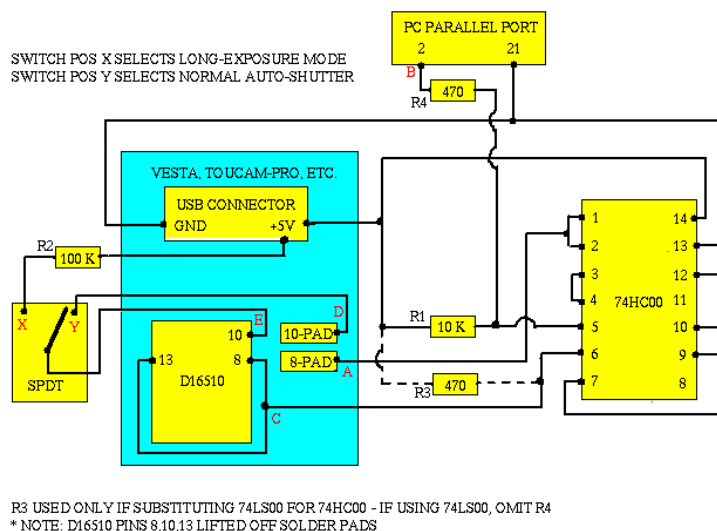 PC PARALLEL PORT
2 21
B
SWITCH POS X SELECTS LONG-EXPOSURE MODE
SWITCH POS Y SELECTS NORMAL AUTO-SHUTTER
R4
470
VESTA, TOUCAM-PRO, ETC.
USB CONNECTOR
GND +5V
R2
100 K
X Y
SPDT
D
E
10
13 8
D16510
10-PAD
8-PAD
A
C
R1
10 K
R3
470
1 14
2 13
3 12
74HC00
4 11
5 10
6 9
7 8
R3 USED ONLY IF SUBSTITUTING 74LS00 FOR 74HC00 - IF USING 74LS00, OMIT R4
* NOTE: D16510 PINS 8,10,13 LIFTED OFF SOLDER PADS